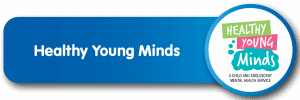 Healthy Young Minds
HEALTHY
YOUNG
Minds
A CHILD AND ADOLESCENT
MENTAL HEALTH SERVICE